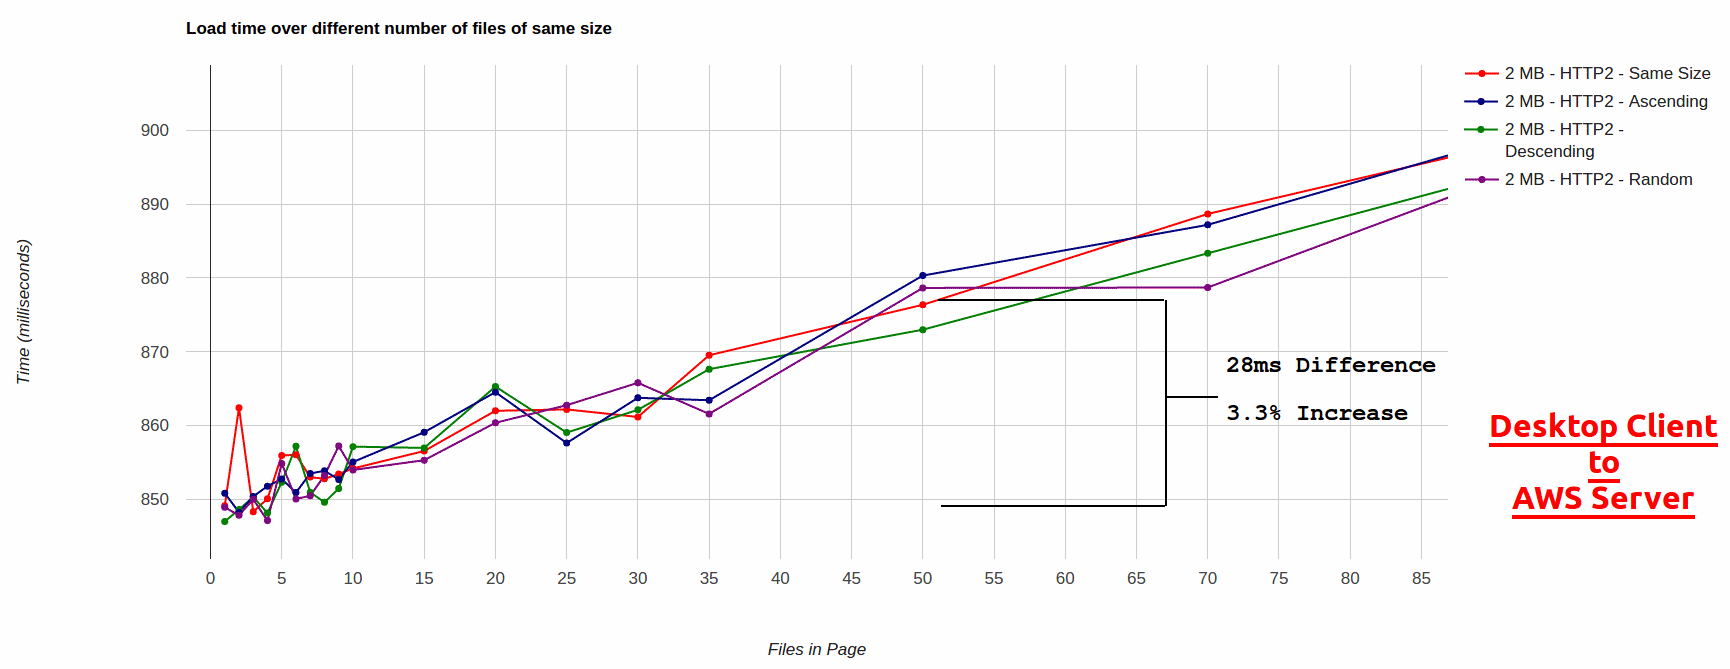 Load time over different number of files of same size
2 MB - HTTP2 - Same Size
2 MB - HTTP2 - Ascending
2 MB - HTTP2 -
Descending
2 MB - HTTP2 - Random
Time (milliseconds)
900
890
880
870
860
850
28ms Difference
3.3% Increase
Desktop Client
to
AWS Server
0 5 10 15 20 25 30 35 40 45 50 55 60 65 70 75 80 85
Files in Page